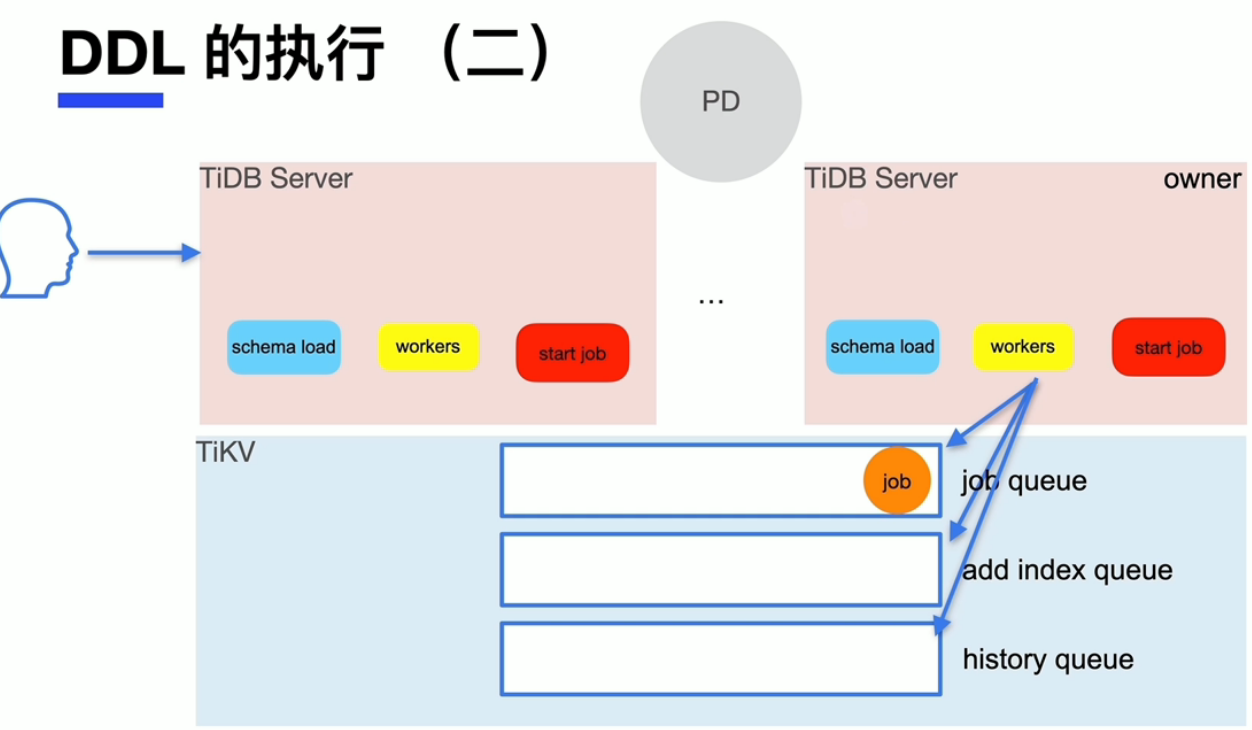 DDL 的执行 （二）
PD
TiDB Server
TiDB Server
owner
...
schema load
workers
start job
schema load
workers
start job
TiKV
job
job queue
add index queue
history queue